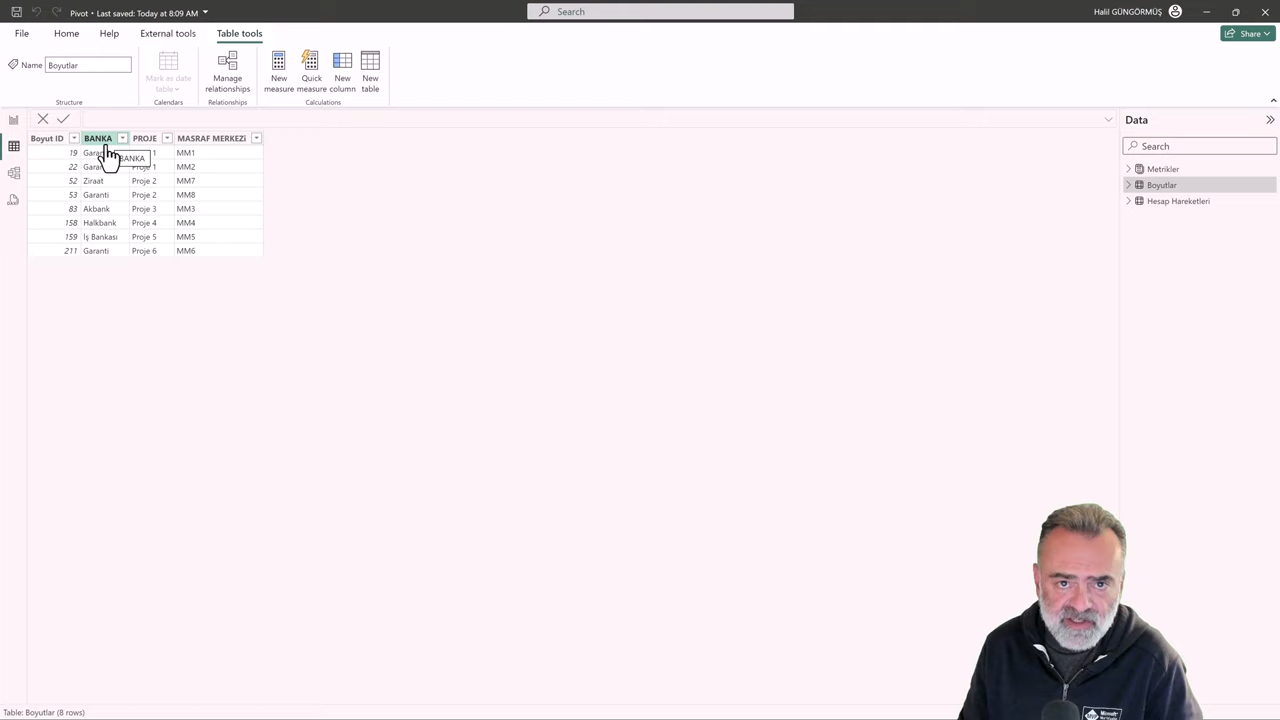 Pivot • Last saved: Today at 8:09 AM
Search
Halil GÜNGÖRMÜŞ
File Home Help External tools Table tools
Share
Name Boyutlar
Mark as date table
Manage relationships
New measure
Quick measure
New column
New table
Structure Calendars Relationships Calculations
Data
Search
Metrikler
Boyutlar
Hesap Hareketleri
Boyut ID BANKA PROJE MASRAF MERKEZİ
19 1 MM1
BANKA
22 Proje 1 MM2
52 Ziraat Proje 2 MM7
53 Garanti Proje 2 MM8
83 Akbank Proje 3 MM3
158 Halkbank Proje 4 MM4
159 İş Bankası Proje 5 MM5
211 Garanti Proje 6 MM6
Microsoft
Table: Boyutlar (8 rows)